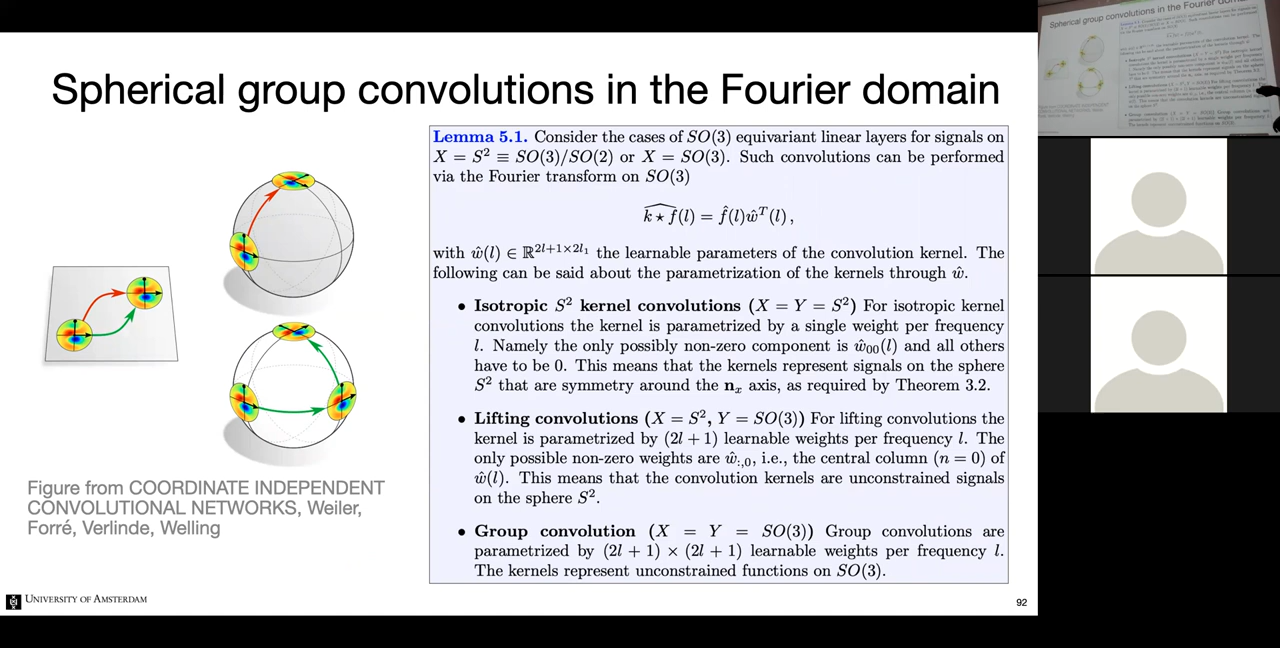 Spherical group convolutions in the Fourier domain
Lemma 5.1. Consider the cases of SO(3) equivariant linear layers for signals on
X = S² ≡ SO(3)/SO(2) or X = SO(3). Such convolutions can be performed
via the Fourier transform on SO(3)
\widehat{k ⋆ f}(l) = f̂(l)ŵᵀ(l) ,
with ŵ(l) ∈ ℝ^{2l+1×2l_1} the learnable parameters of the convolution kernel. The
following can be said about the parametrization of the kernels through ŵ.
• Isotropic S² kernel convolutions (X = Y = S²) For isotropic kernel
convolutions the kernel is parametrized by a single weight per frequency
l. Namely the only possibly non-zero component is ŵ₀₀(l) and all others
have to be 0. This means that the kernels represent signals on the sphere
S² that are symmetry around the n_x axis, as required by Theorem 3.2.
• Lifting convolutions (X = S², Y = SO(3)) For lifting convolutions the
kernel is parametrized by (2l + 1) learnable weights per frequency l. The
only possible non-zero weights are ŵ_{:,0}, i.e., the central column (n = 0) of
ŵ(l). This means that the convolution kernels are unconstrained signals
on the sphere S².
• Group convolution (X = Y = SO(3)) Group convolutions are
parametrized by (2l + 1) × (2l + 1) learnable weights per frequency l.
The kernels represent unconstrained functions on SO(3).
Figure from COORDINATE INDEPENDENT
CONVOLUTIONAL NETWORKS, Weiler,
Forré, Verlinde, Welling
UNIVERSITY OF AMSTERDAM
92
Spherical group convolutions in the Fourier